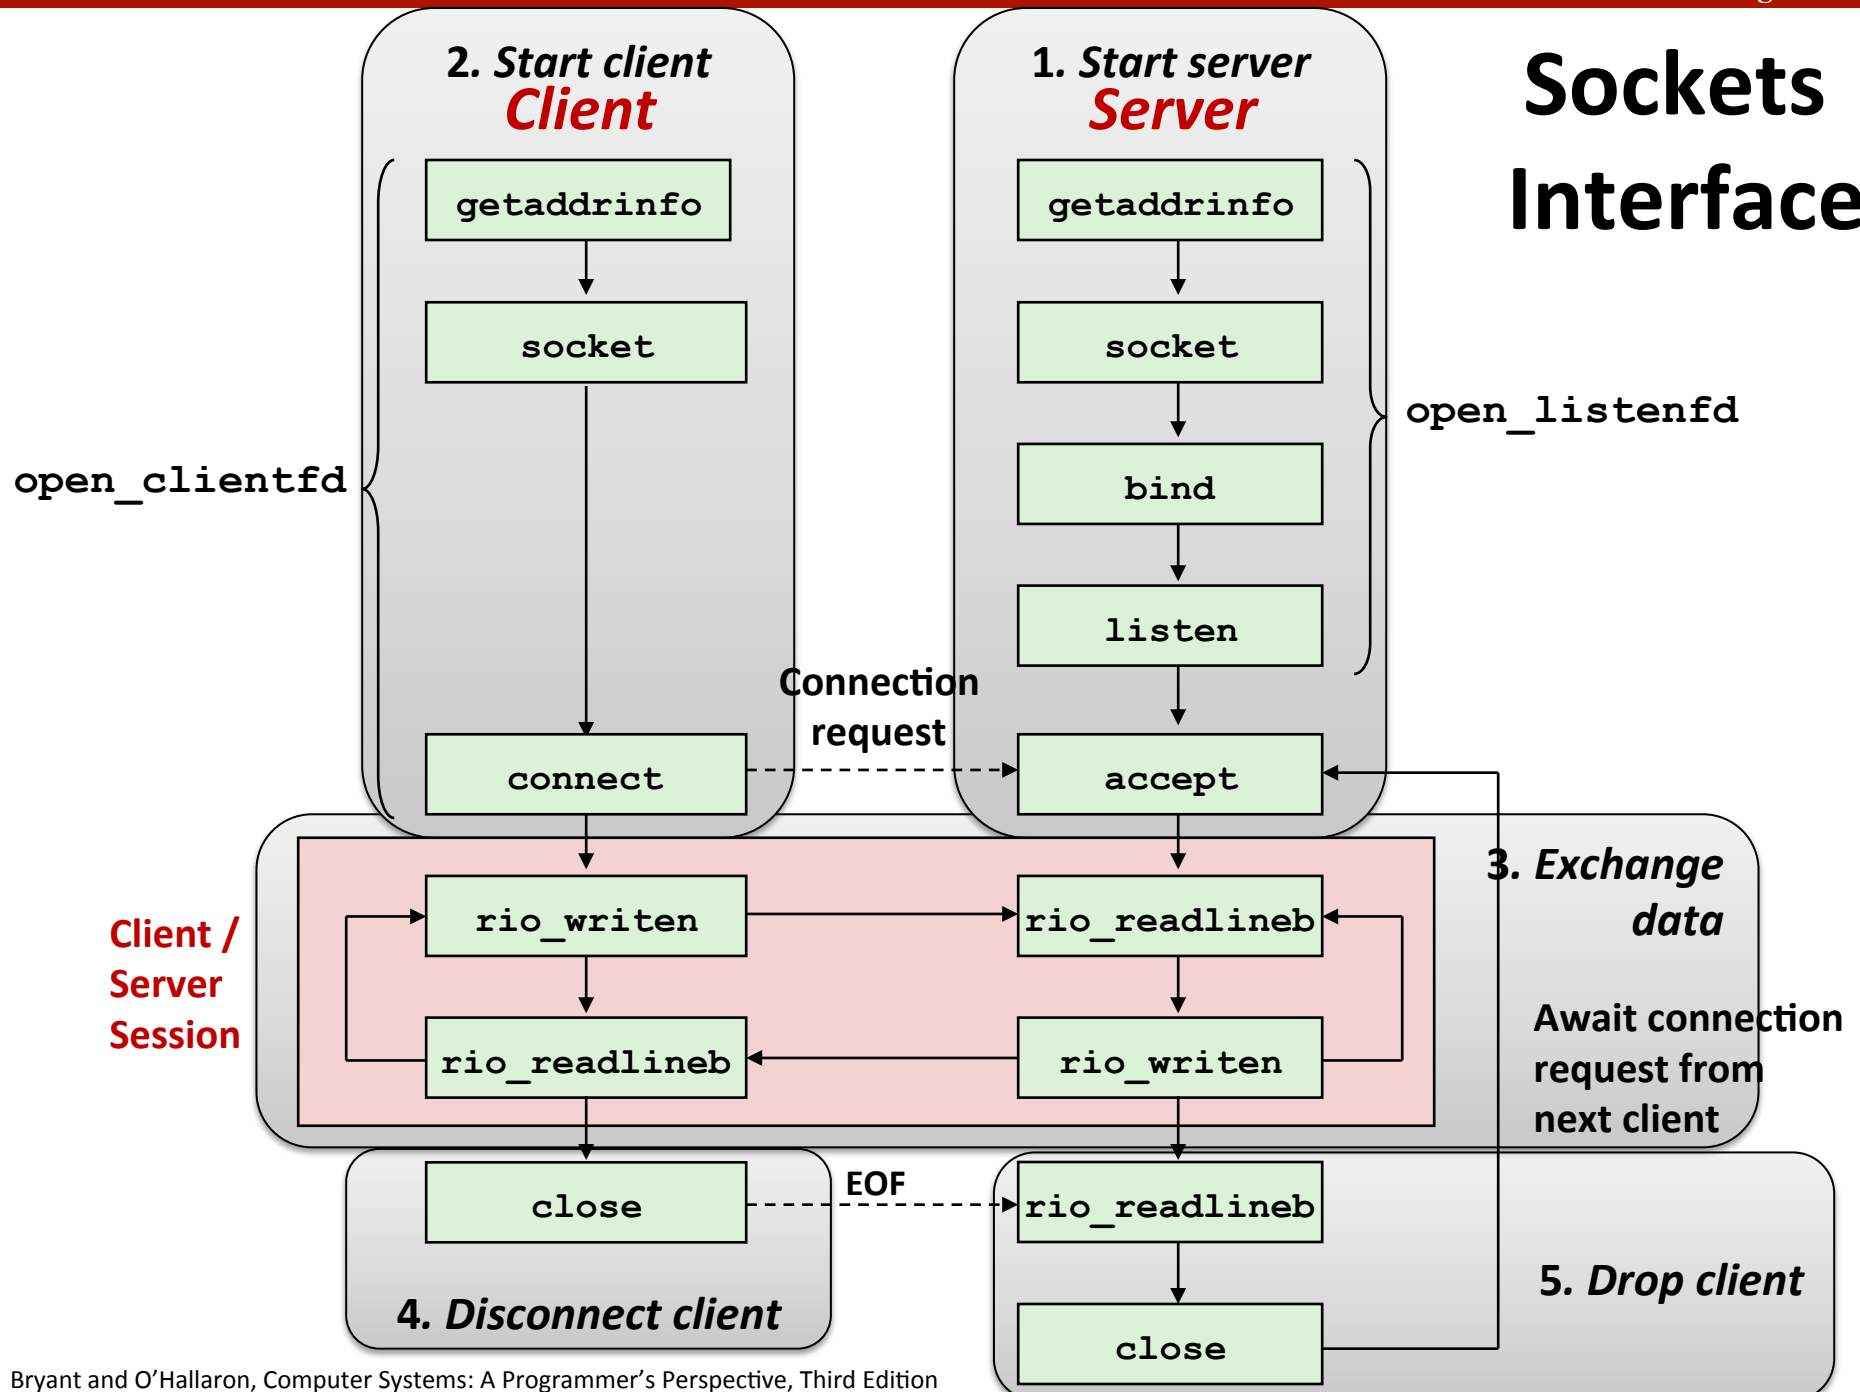 Sockets
Interface
2. Start client
Client
1. Start server
Server
getaddrinfo
getaddrinfo
socket
socket
open_listenfd
open_clientfd
bind
listen
Connection
request
connect
accept
3. Exchange
data
Client /
Server
Session
rio_writen
rio_readlineb
rio_readlineb
rio_writen
Await connection
request from
next client
close
EOF
rio_readlineb
4. Disconnect client
5. Drop client
close
Bryant and O'Hallaron, Computer Systems: A Programmer's Perspective, Third Edition